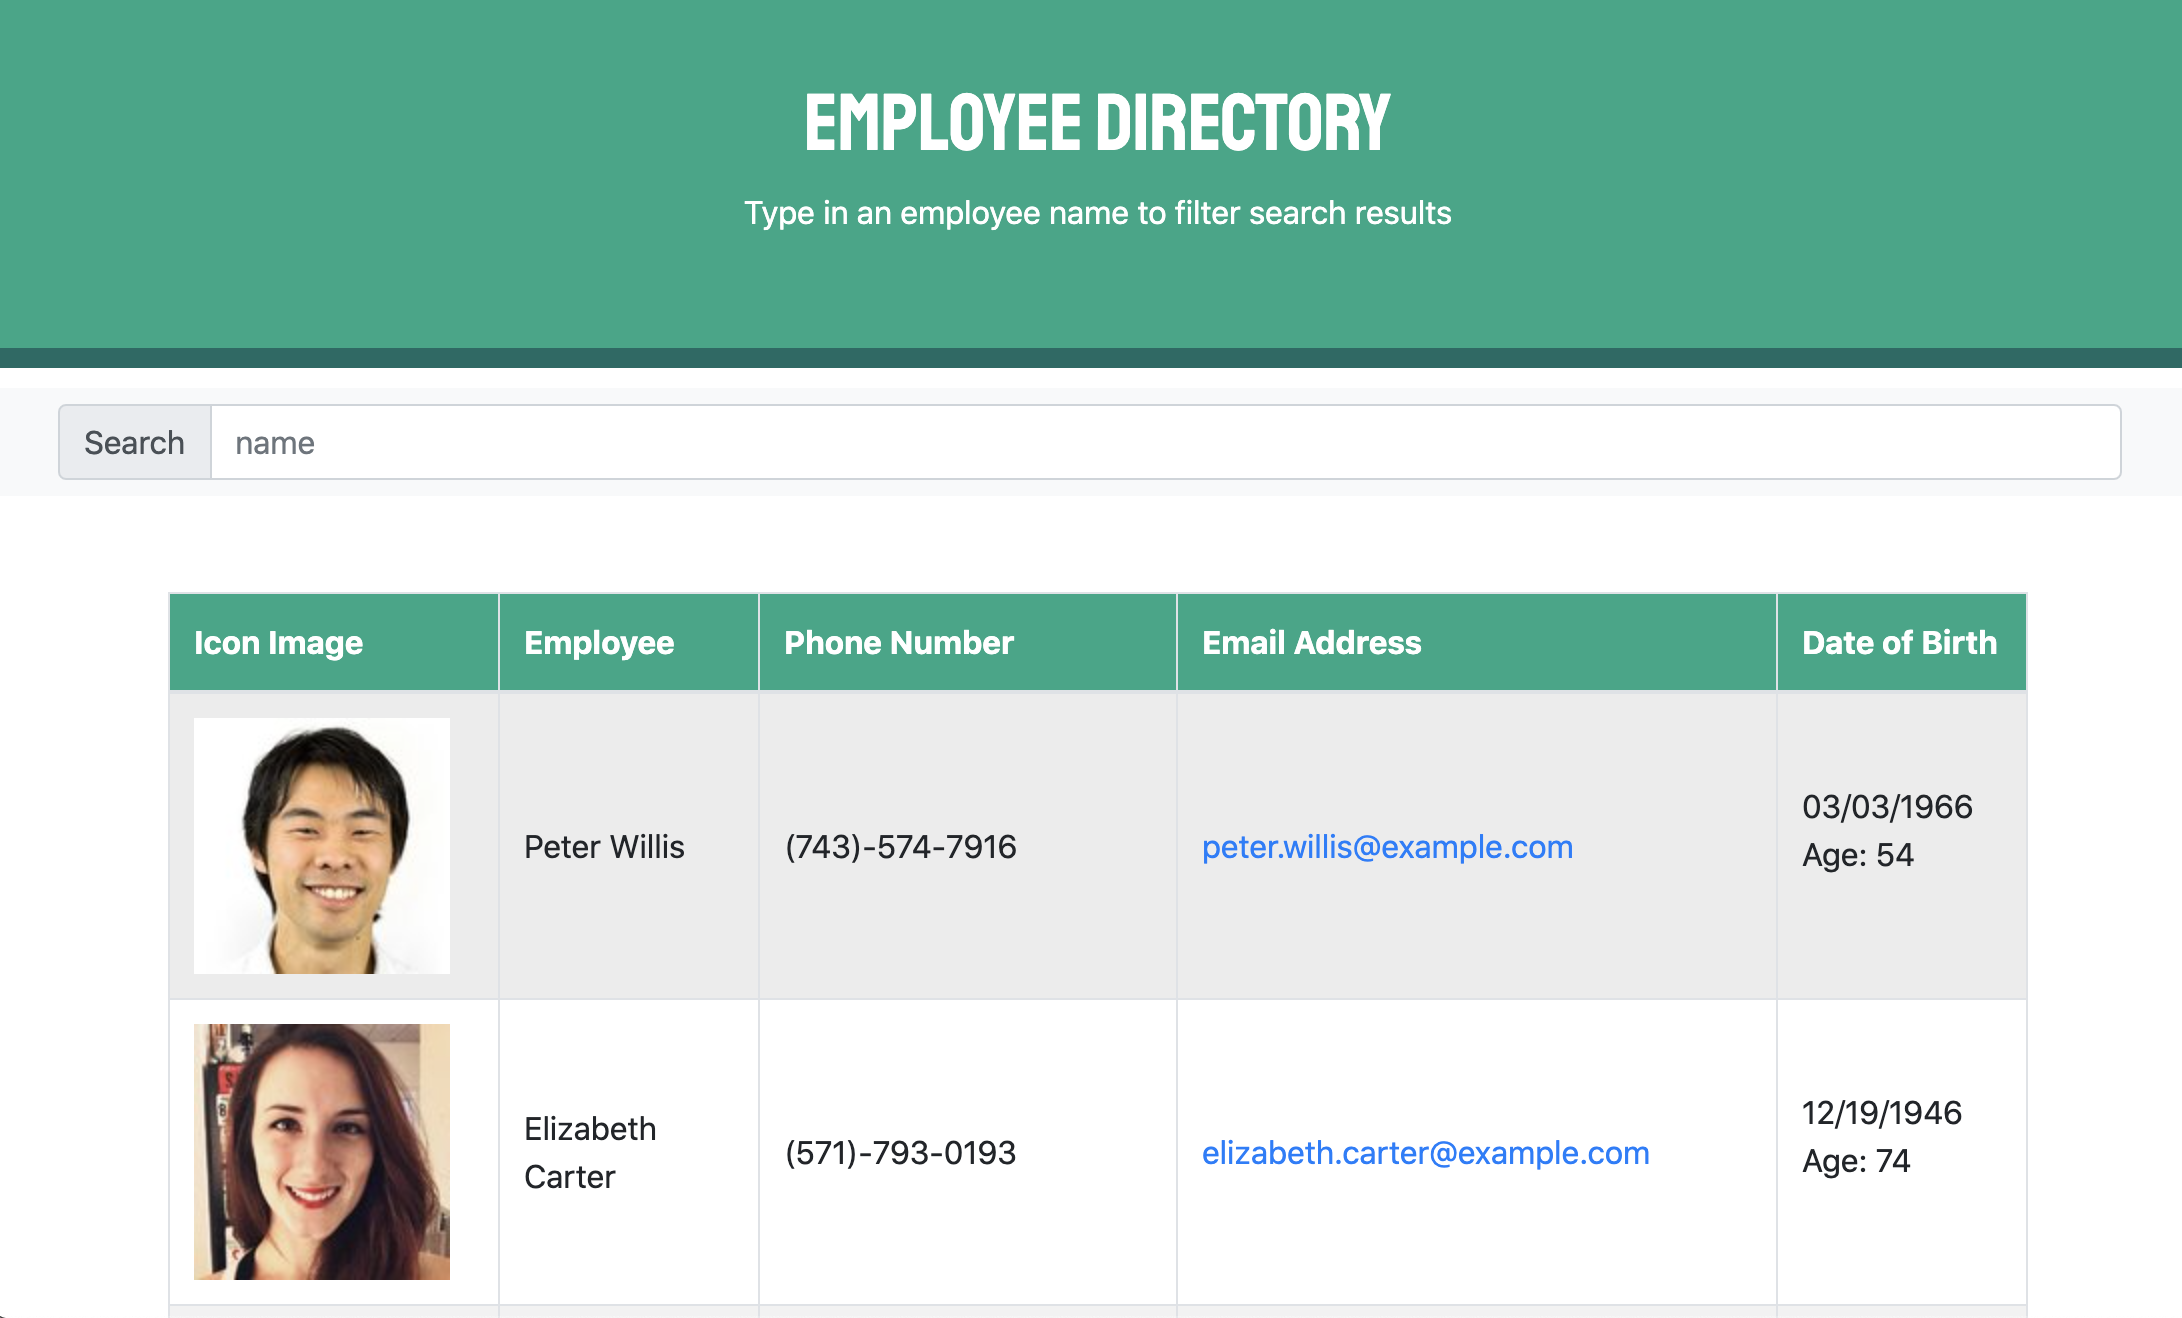 EMPLOYEE DIRECTORY
Type in an employee name to filter search results
Search name
Icon Image Employee Phone Number Email Address Date of Birth
Peter Willis (743)-574-7916 peter.willis@example.com 03/03/1966
Age: 54
Elizabeth
Carter (571)-793-0193 elizabeth.carter@example.com 12/19/1946
Age: 74